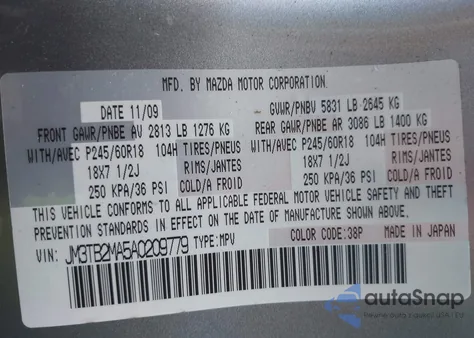 MFD. BY MAZDA MOTOR CORPORATION
DATE 11/09 GVWR/PNBV 5831 LB 2645 KG
FRONT GAWR/PNBE AV 2813 LB 1276 KG REAR GAWR/PNBE AR 3086 LB 1400 KG
WITH/AVEC P245/60R18 104H TIRES/PNEUS WITH/AVEC P245/60R18 104H TIRES/PNEUS
18X7 1/2J RIMS/JANTES 18X7 1/2J RIMS/JANTES
250 KPA/36 PSI COLD/A FROID 250 KPA/36 PSI COLD/A FROID
THIS VEHICLE CONFORMS TO ALL APPLICABLE FEDERAL MOTOR VEHICLE SAFETY AND THEFT
PREVENTION STANDARDS IN EFFECT ON THE DATE OF MANUFACTURE SHOWN ABOVE.
VIN: JM3TB2MA5A0209779 TYPE:MPV COLOR CODE:38P MADE IN JAPAN
autoSnap